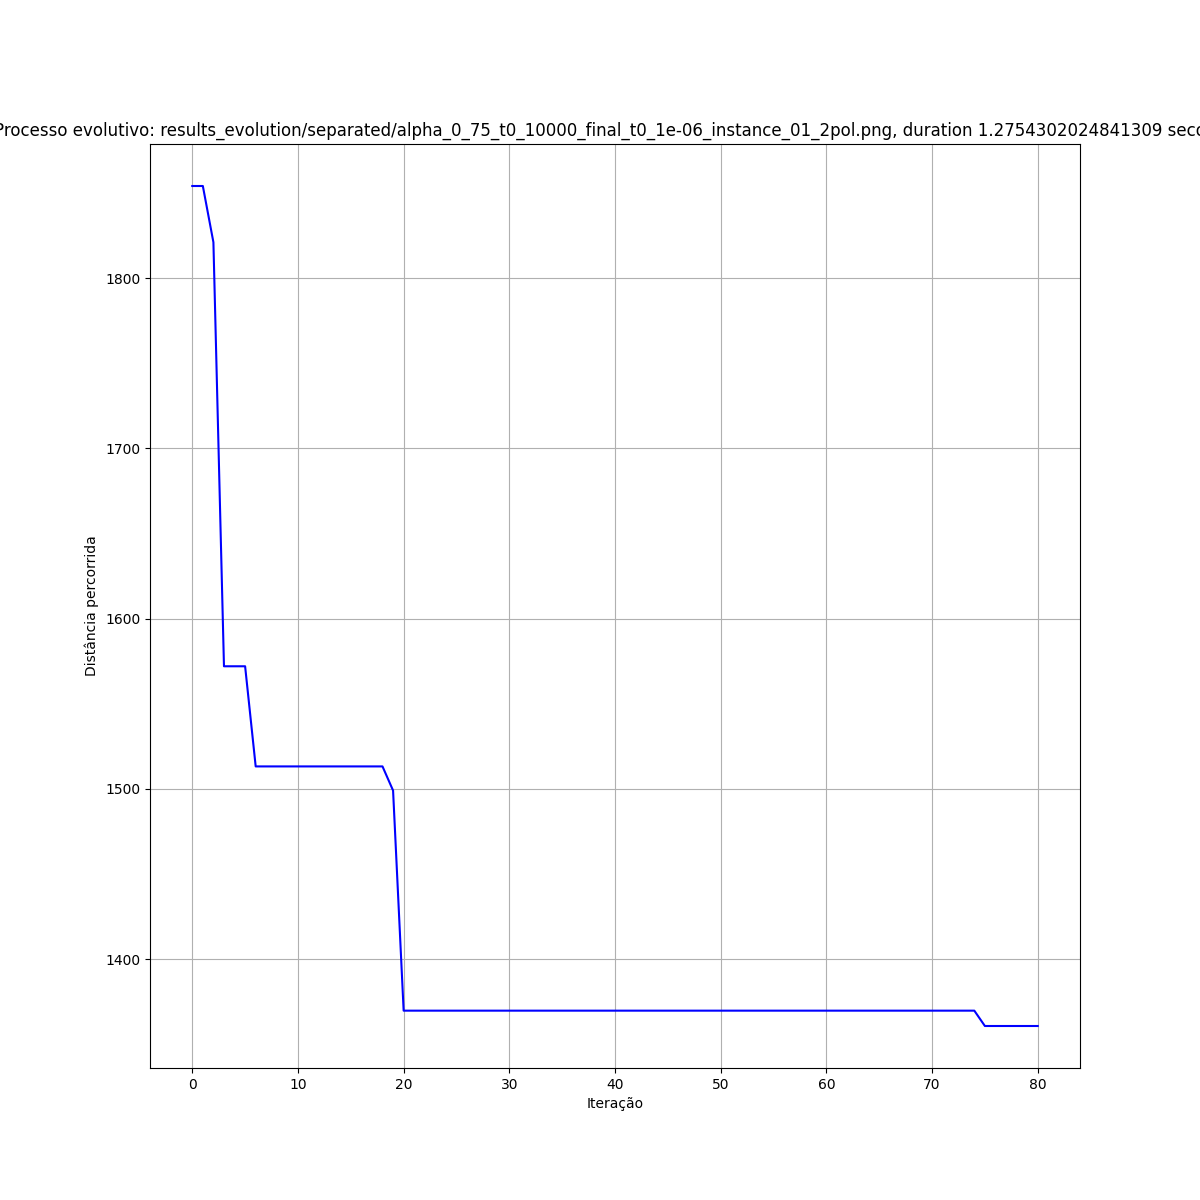 Processo evolutivo: results_evolution/separated/alpha_0_75_t0_10000_final_t0_1e-06_instance_01_2pol.png, duration 1.2754302024841309 seco
1800
1700
1600
1500
1400
Distância percorrida
0 10 20 30 40 50 60 70 80
Iteração